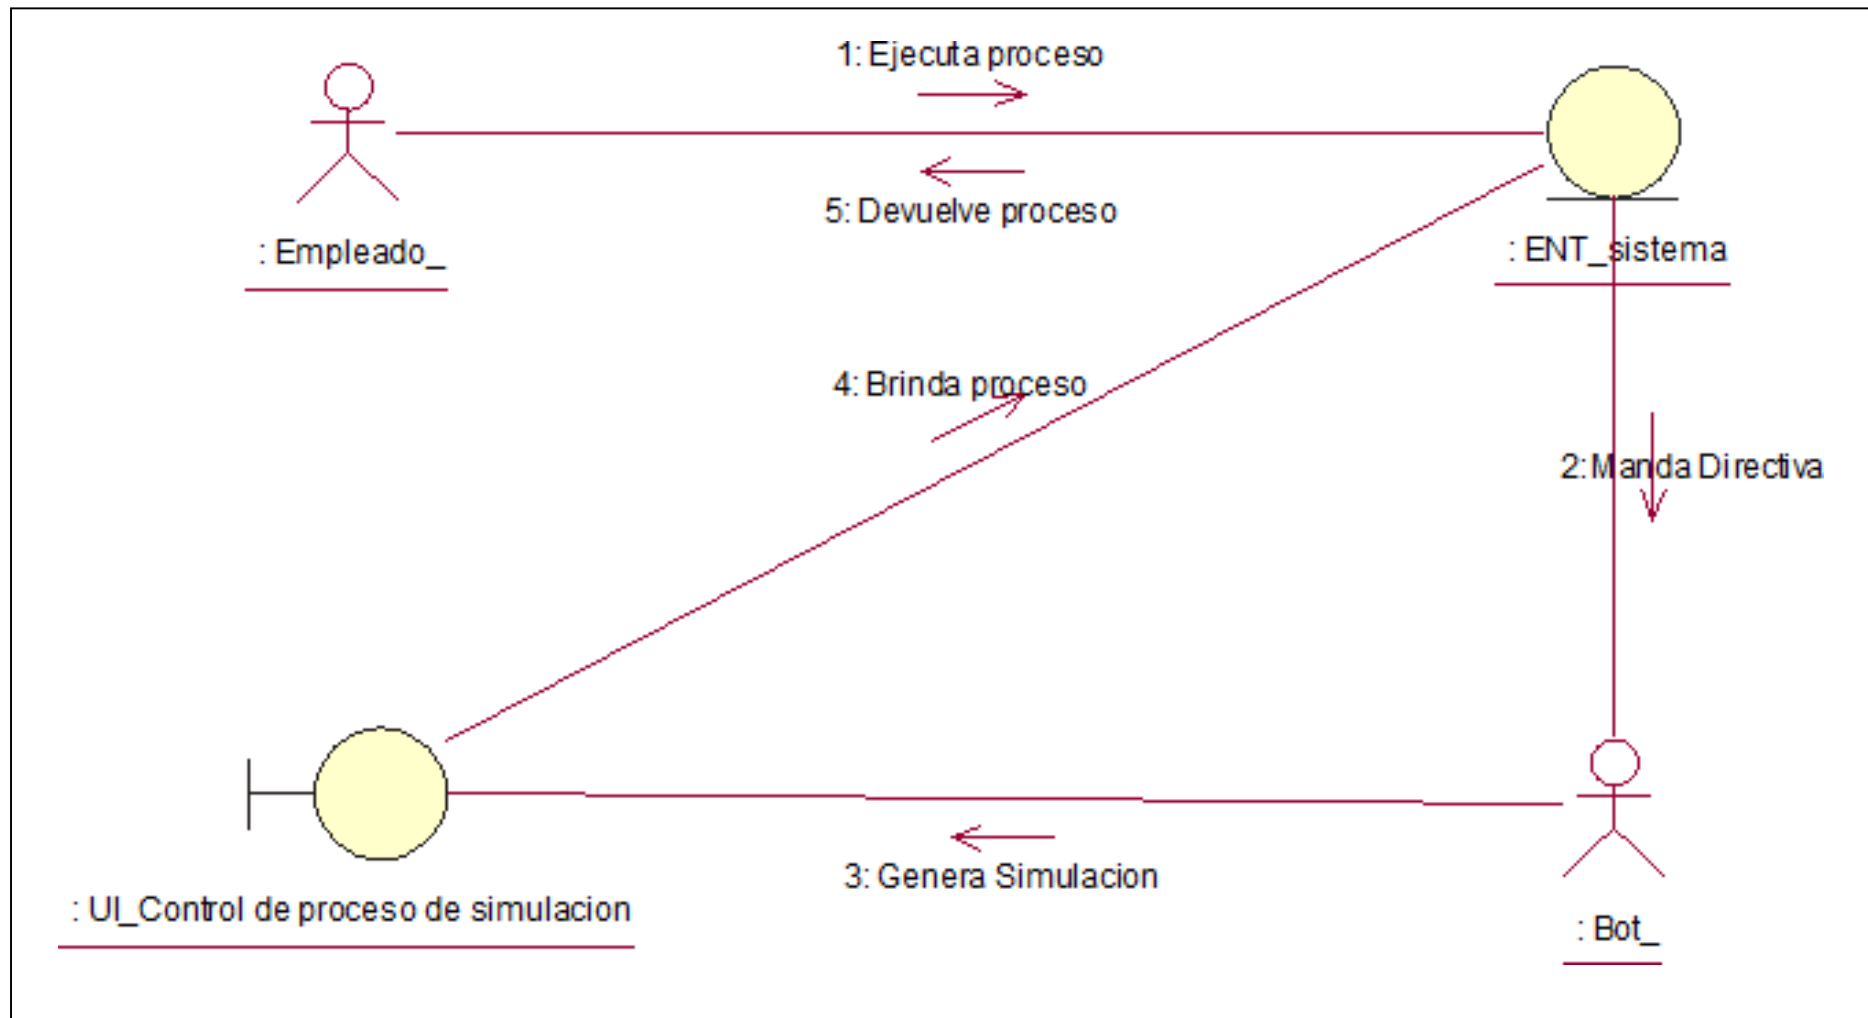 1: Ejecuta proceso
5: Devuelve proceso
: Empleado_
: ENT_sistema
4: Brinda proceso
2: Manda Directiva
3: Genera Simulacion
: UI_Control de proceso de simulacion
: Bot_